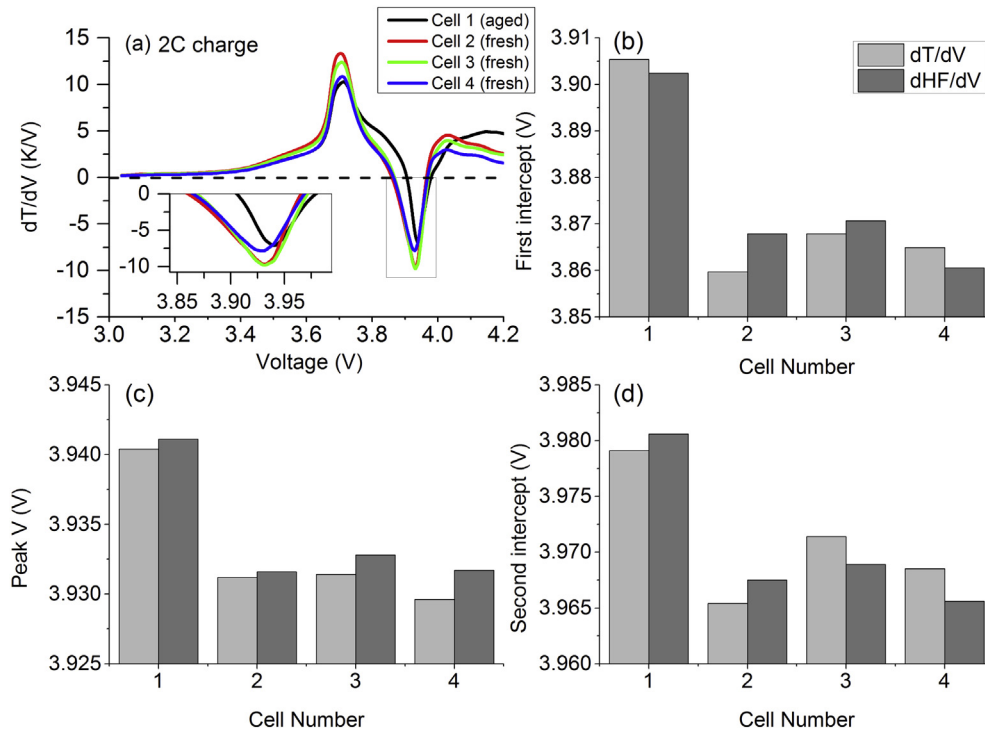 (a) 2C charge
Cell 1 (aged)
Cell 2 (fresh)
Cell 3 (fresh)
Cell 4 (fresh)
15
10
5
0
-5
-10
-15
dT/dV (K/V)
0
-5
-10
3.85 3.90 3.95
3.0 3.2 3.4 3.6 3.8 4.0 4.2
Voltage (V)
(b)
dT/dV
dHF/dV
3.91
3.90
3.89
3.88
3.87
3.86
3.85
First intercept (V)
1 2 3 4
Cell Number
(c)
3.945
3.940
3.935
3.930
3.925
Peak V (V)
1 2 3 4
Cell Number
(d)
3.985
3.980
3.975
3.970
3.965
3.960
Second intercept (V)
1 2 3 4
Cell Number